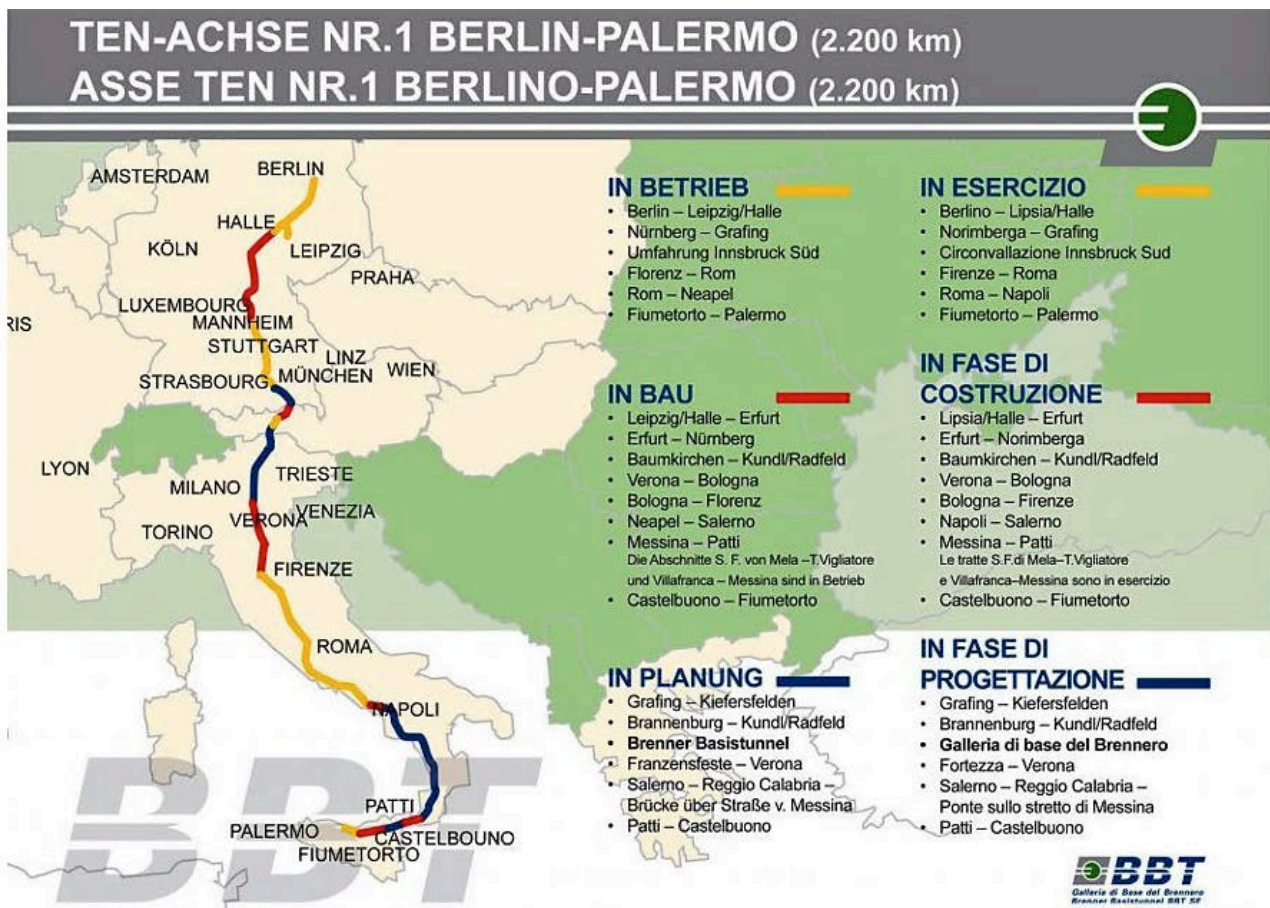 TEN-ACHSE NR.1 BERLIN-PALERMO (2.200 km)
ASSE TEN NR.1 BERLINO-PALERMO (2.200 km)
AMSTERDAM
BERLIN
HALLE
KÖLN
LEIPZIG
PRAHA
LUXEMBOURG
MANNHEIM
RIS
STUTTGART
LINZ
WIEN
STRASBOURG
MÜNCHEN
LYON
TRIESTE
MILANO
VENEZIA
VERONA
TORINO
FIRENZE
ROMA
NAPOLI
PATTI
PALERMO
CASTELBOUNO
FIUMETORTO
BBT
IN BETRIEB
• Berlin – Leipzig/Halle
• Nürnberg – Grafing
• Umfahrung Innsbruck Süd
• Florenz – Rom
• Rom – Neapel
• Fiumetorto – Palermo
IN BAU
• Leipzig/Halle – Erfurt
• Erfurt – Nürnberg
• Baumkirchen – Kundl/Radfeld
• Verona – Bologna
• Bologna – Florenz
• Neapel – Salerno
• Messina – Patti
Die Abschnitte S. F. von Mela –T.Vigliatore
und Villafranca – Messina sind in Betrieb
• Castelbuono – Fiumetorto
IN PLANUNG
• Grafing – Kiefersfelden
• Brannenburg – Kundl/Radfeld
• Brenner Basistunnel
• Franzensfeste – Verona
• Salerno – Reggio Calabria –
Brücke über Straße v. Messina
• Patti – Castelbuono
IN ESERCIZIO
• Berlino – Lipsia/Halle
• Norimberga – Grafing
• Circonvallazione Innsbruck Sud
• Firenze – Roma
• Roma – Napoli
• Fiumetorto – Palermo
IN FASE DI
COSTRUZIONE
• Lipsia/Halle – Erfurt
• Erfurt – Norimberga
• Baumkirchen – Kundl/Radfeld
• Verona – Bologna
• Bologna – Firenze
• Napoli – Salerno
• Messina – Patti
Le tratte S.F.di Mela–T.Vigliatore
e Villafranca–Messina sono in esercizio
• Castelbuono – Fiumetorto
IN FASE DI
PROGETTAZIONE
• Grafing – Kiefersfelden
• Brannenburg – Kundl/Radfeld
• Galleria di base del Brennero
• Fortezza – Verona
• Salerno – Reggio Calabria –
Ponte sullo stretto di Messina
• Patti – Castelbuono
BBT
Galleria di Base del Brennero
Brenner Basistunnel BBT SE